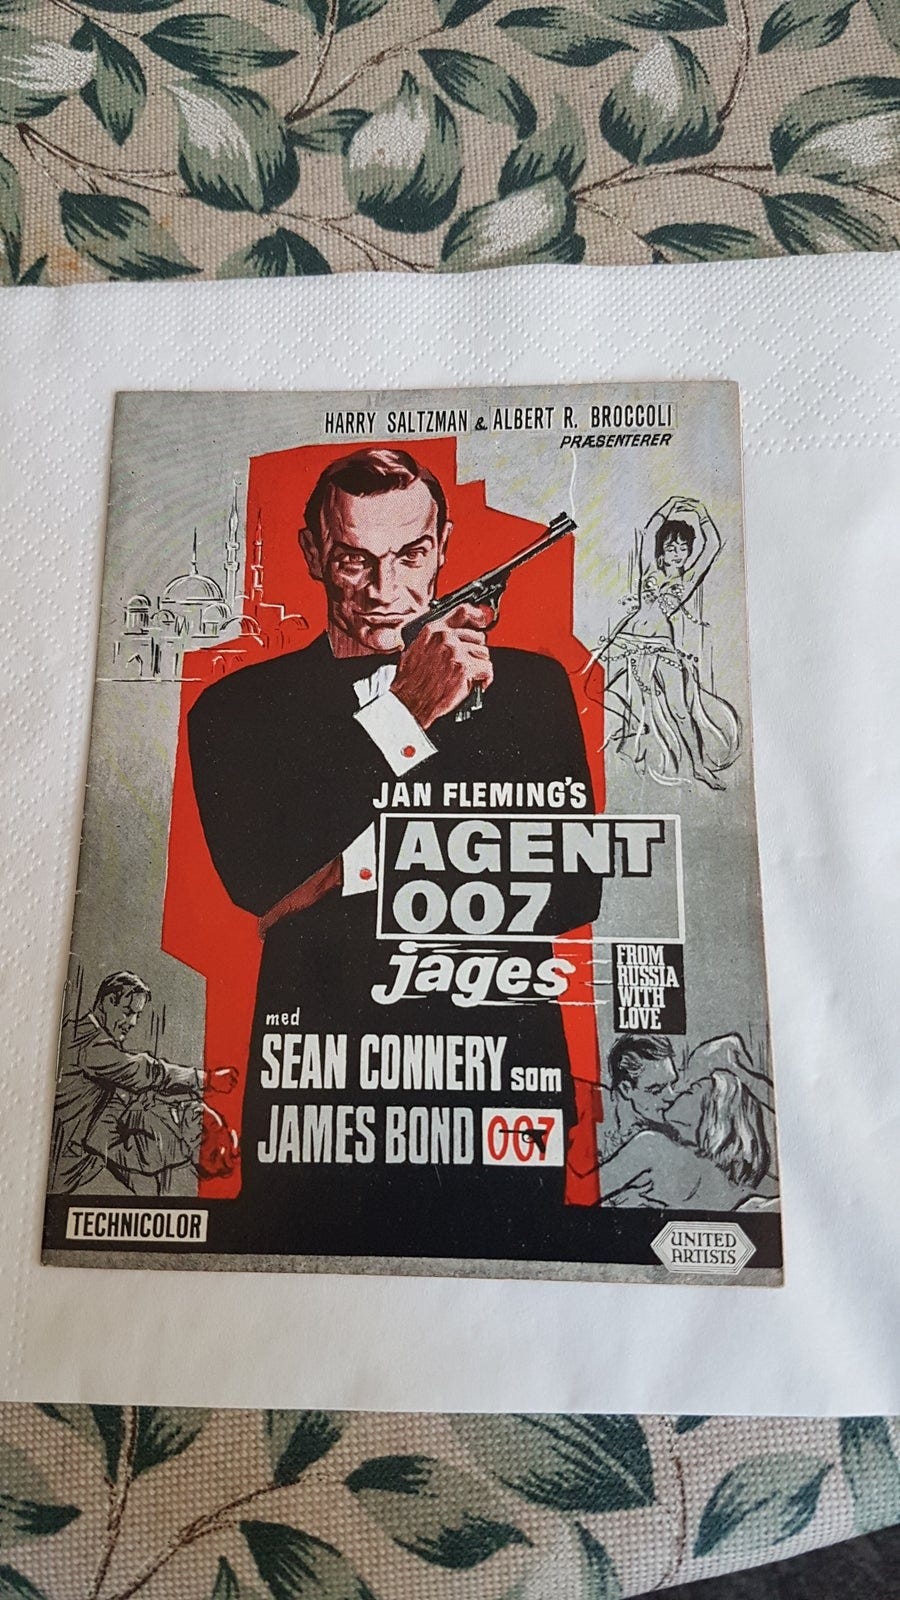 HARRY SALTZMAN & ALBERT R. BROCCOLI
PRÆSENTERER
JAN FLEMING'S
AGENT
007
jages
FROM
RUSSIA
WITH
LOVE
med
SEAN CONNERY som
JAMES BOND 007
TECHNICOLOR
UNITED
ARTISTS